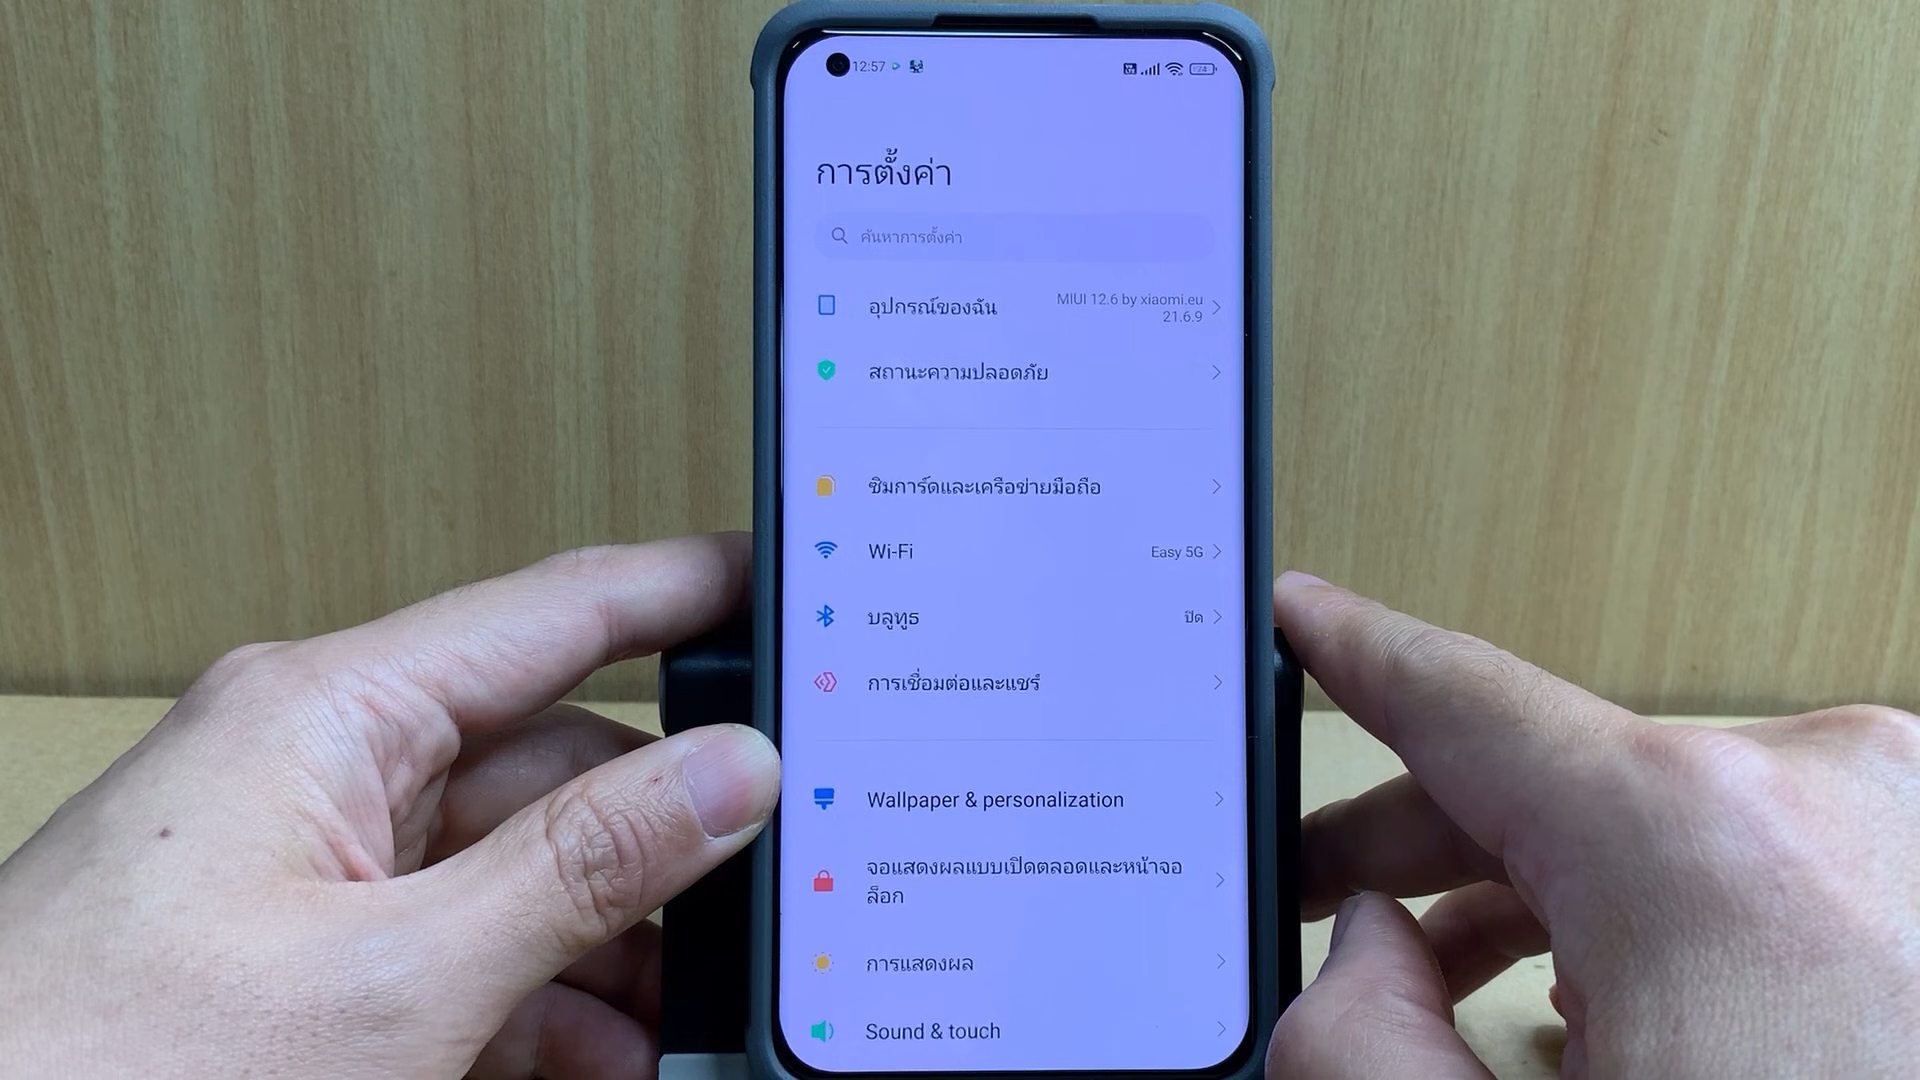 12:57
การตั้งค่า
ค้นหาการตั้งค่า
อุปกรณ์ของฉัน
MIUI 12.6 by xiaomi.eu
21.6.9
สถานะความปลอดภัย
ซิมการ์ดและเครือข่ายมือถือ
Wi-Fi
Easy 5G
บลูทูธ
ปิด
การเชื่อมต่อและแชร์
Wallpaper & personalization
จอแสดงผลแบบเปิดตลอดและหน้าจอ
ล็อก
การแสดงผล
Sound & touch